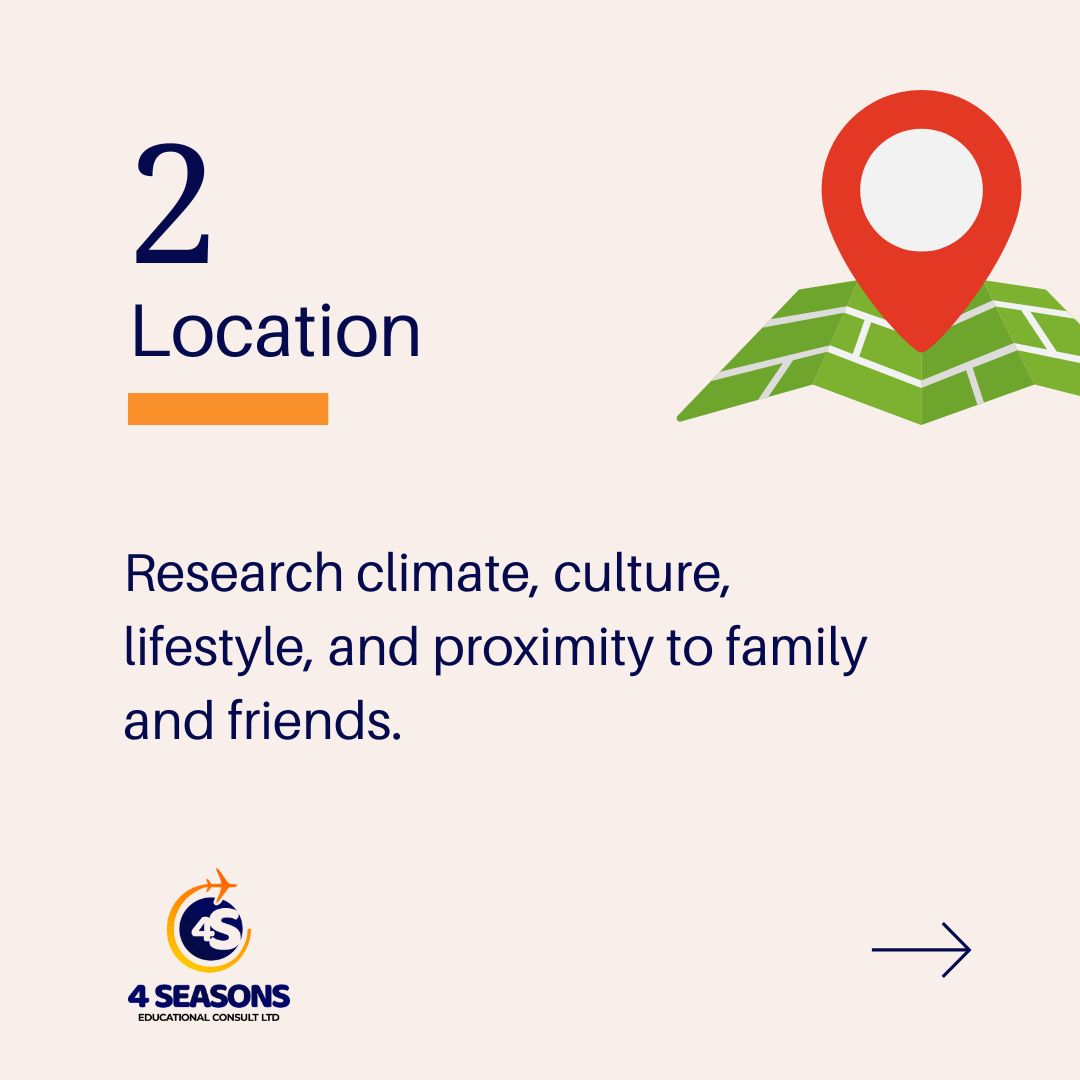 2
Location
Research climate, culture,
lifestyle, and proximity to family
and friends.
4S
4 SEASONS
EDUCATIONAL CONSULT LTD